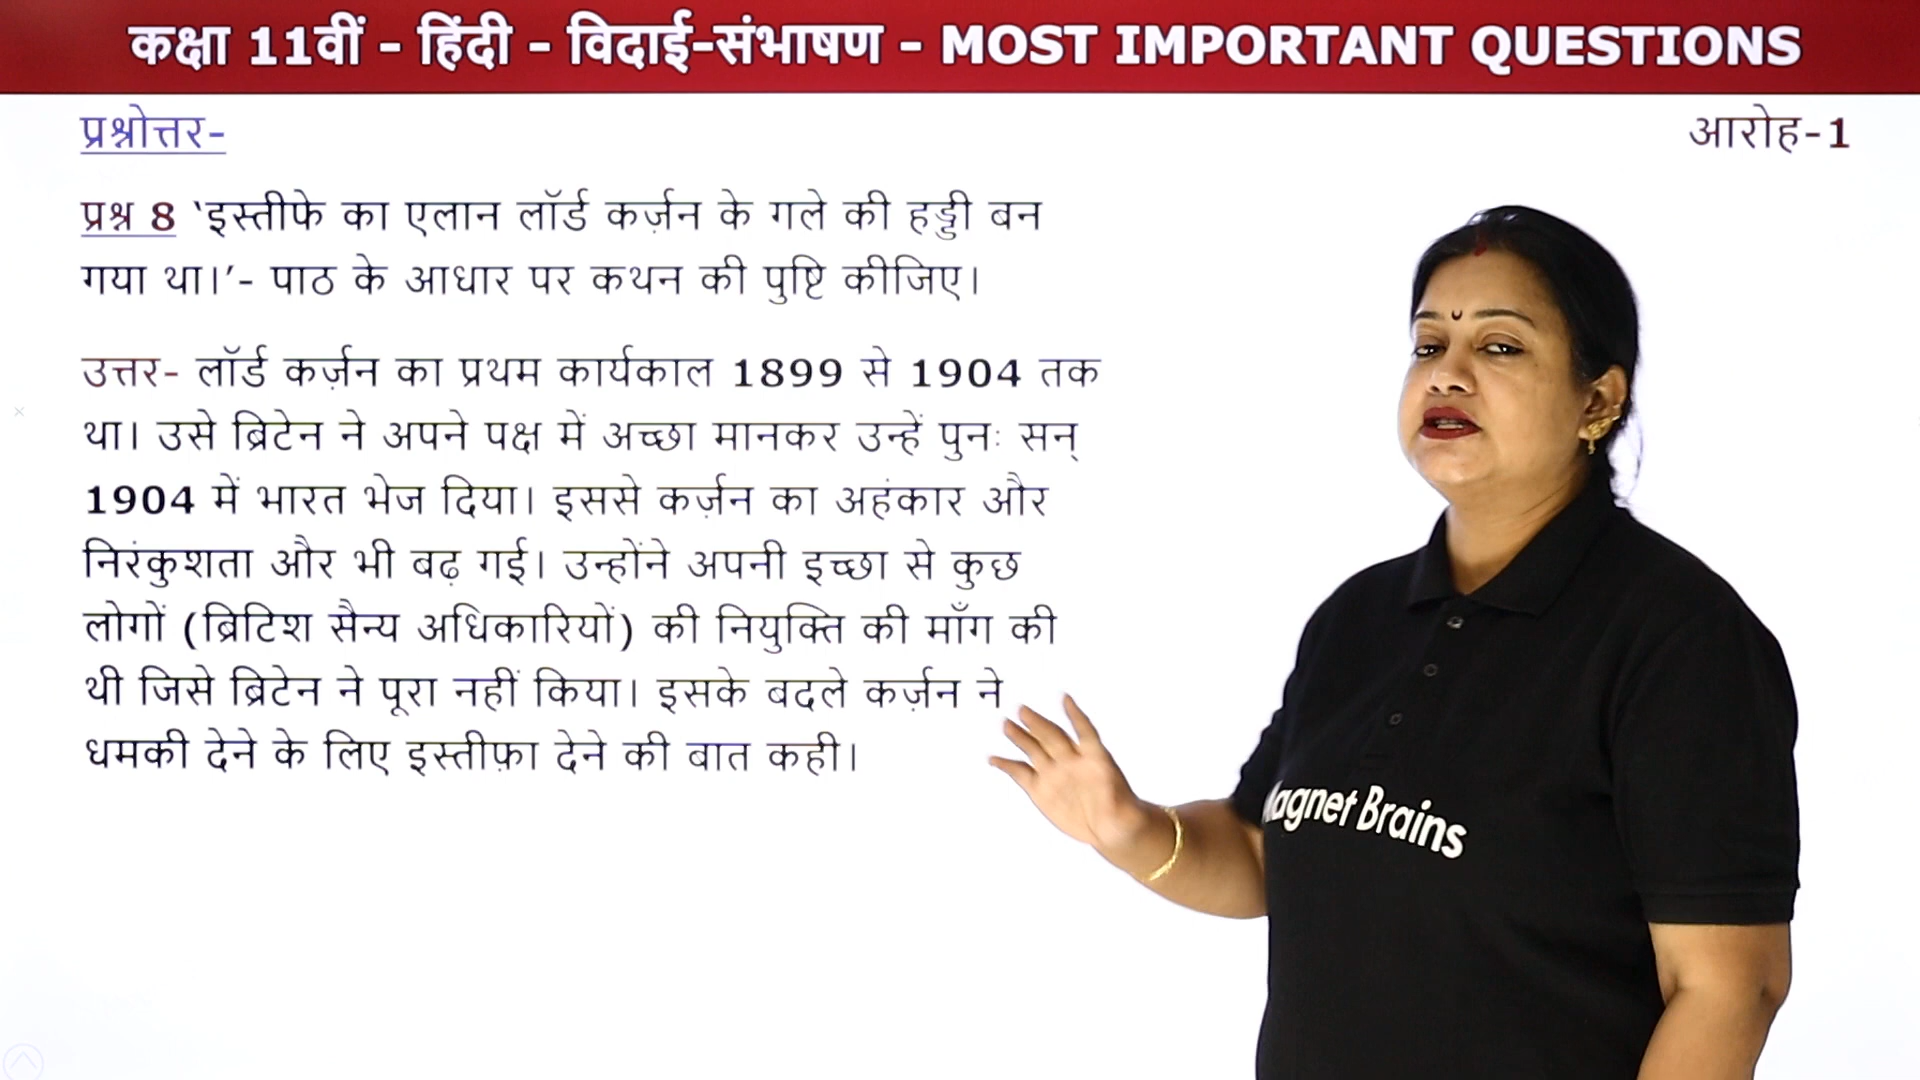 कक्षा 11वीं - हिंदी - विदाई-संभाषण - MOST IMPORTANT QUESTIONS
प्रश्नोत्तर-
आरोह-1
प्रश्न 8 'इस्तीफे का एलान लॉर्ड कर्ज़न के गले की हड्डी बन
गया था।'- पाठ के आधार पर कथन की पुष्टि कीजिए।
उत्तर- लॉर्ड कर्ज़न का प्रथम कार्यकाल 1899 से 1904 तक
था। उसे ब्रिटेन ने अपने पक्ष में अच्छा मानकर उन्हें पुनः सन्
1904 में भारत भेज दिया। इससे कर्ज़न का अहंकार और
निरंकुशता और भी बढ़ गई। उन्होंने अपनी इच्छा से कुछ
लोगों (ब्रिटिश सैन्य अधिकारियों) की नियुक्ति की माँग की
थी जिसे ब्रिटेन ने पूरा नहीं किया। इसके बदले कर्ज़न ने
धमकी देने के लिए इस्तीफ़ा देने की बात कही।
Magnet Brains